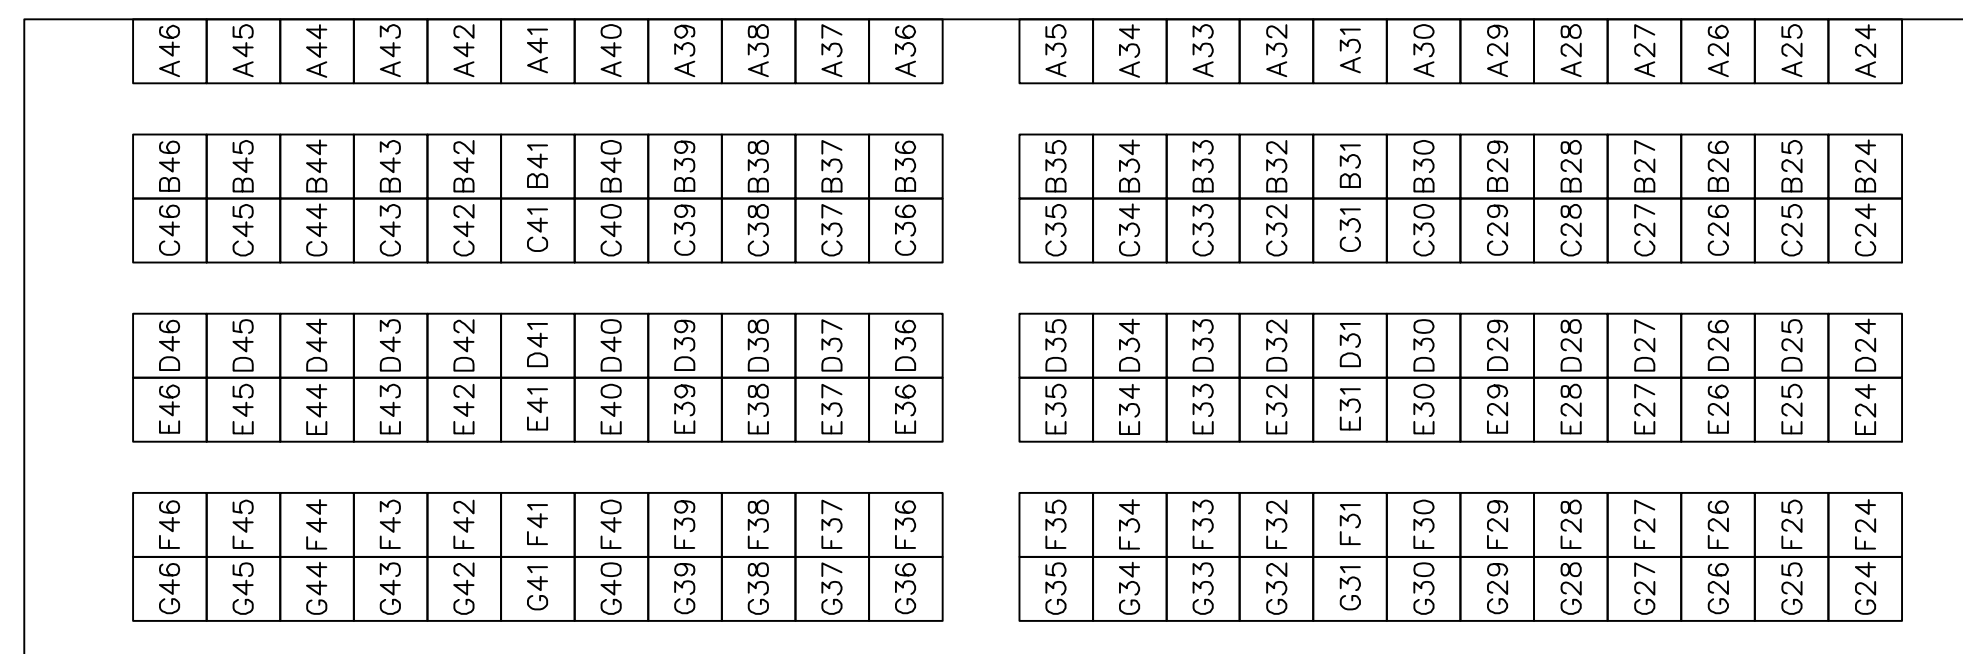 A46 A45 A44 A43 A42 A41 A40 A39 A38 A37 A36 A35 A34 A33 A32 A31 A30 A29 A28 A27 A26 A25 A24
B46 B45 B44 B43 B42 B41 B40 B39 B38 B37 B36 B35 B34 B33 B32 B31 B30 B29 B28 B27 B26 B25 B24
C46 C45 C44 C43 C42 C41 C40 C39 C38 C37 C36 C35 C34 C33 C32 C31 C30 C29 C28 C27 C26 C25 C24
D46 D45 D44 D43 D42 D41 D40 D39 D38 D37 D36 D35 D34 D33 D32 D31 D30 D29 D28 D27 D26 D25 D24
E46 E45 E44 E43 E42 E41 E40 E39 E38 E37 E36 E35 E34 E33 E32 E31 E30 E29 E28 E27 E26 E25 E24
F46 F45 F44 F43 F42 F41 F40 F39 F38 F37 F36 F35 F34 F33 F32 F31 F30 F29 F28 F27 F26 F25 F24
G46 G45 G44 G43 G42 G41 G40 G39 G38 G37 G36 G35 G34 G33 G32 G31 G30 G29 G28 G27 G26 G25 G24